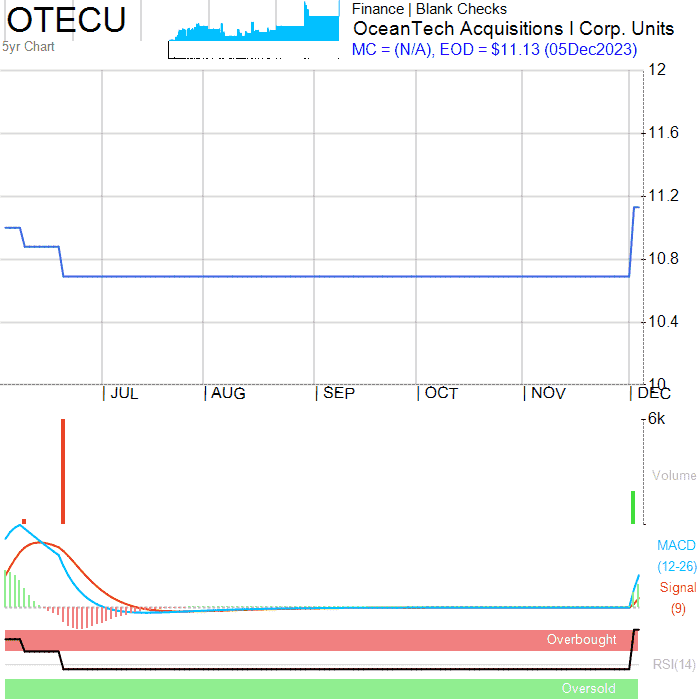 OTECU
5yr Chart
Finance | Blank Checks
OceanTech Acquisitions I Corp. Units
MC = (N/A), EOD = $11.13 (05Dec2023)
12
11.6
11.2
10.8
10.4
10
JUL
AUG
SEP
OCT
NOV
DEC
6k
Volume
MACD
(12-26)
Signal
(9)
Overbought
RSI(14)
Oversold